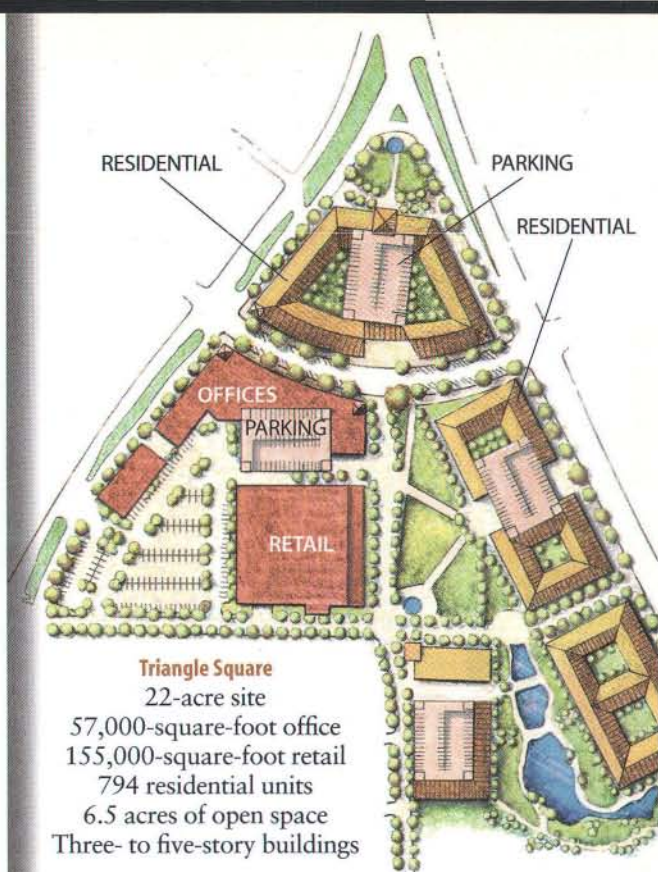 RESIDENTIAL
PARKING
RESIDENTIAL
OFFICES
PARKING
RETAIL
Triangle Square
22-acre site
57,000-square-foot office
155,000-square-foot retail
794 residential units
6.5 acres of open space
Three- to five-story buildings